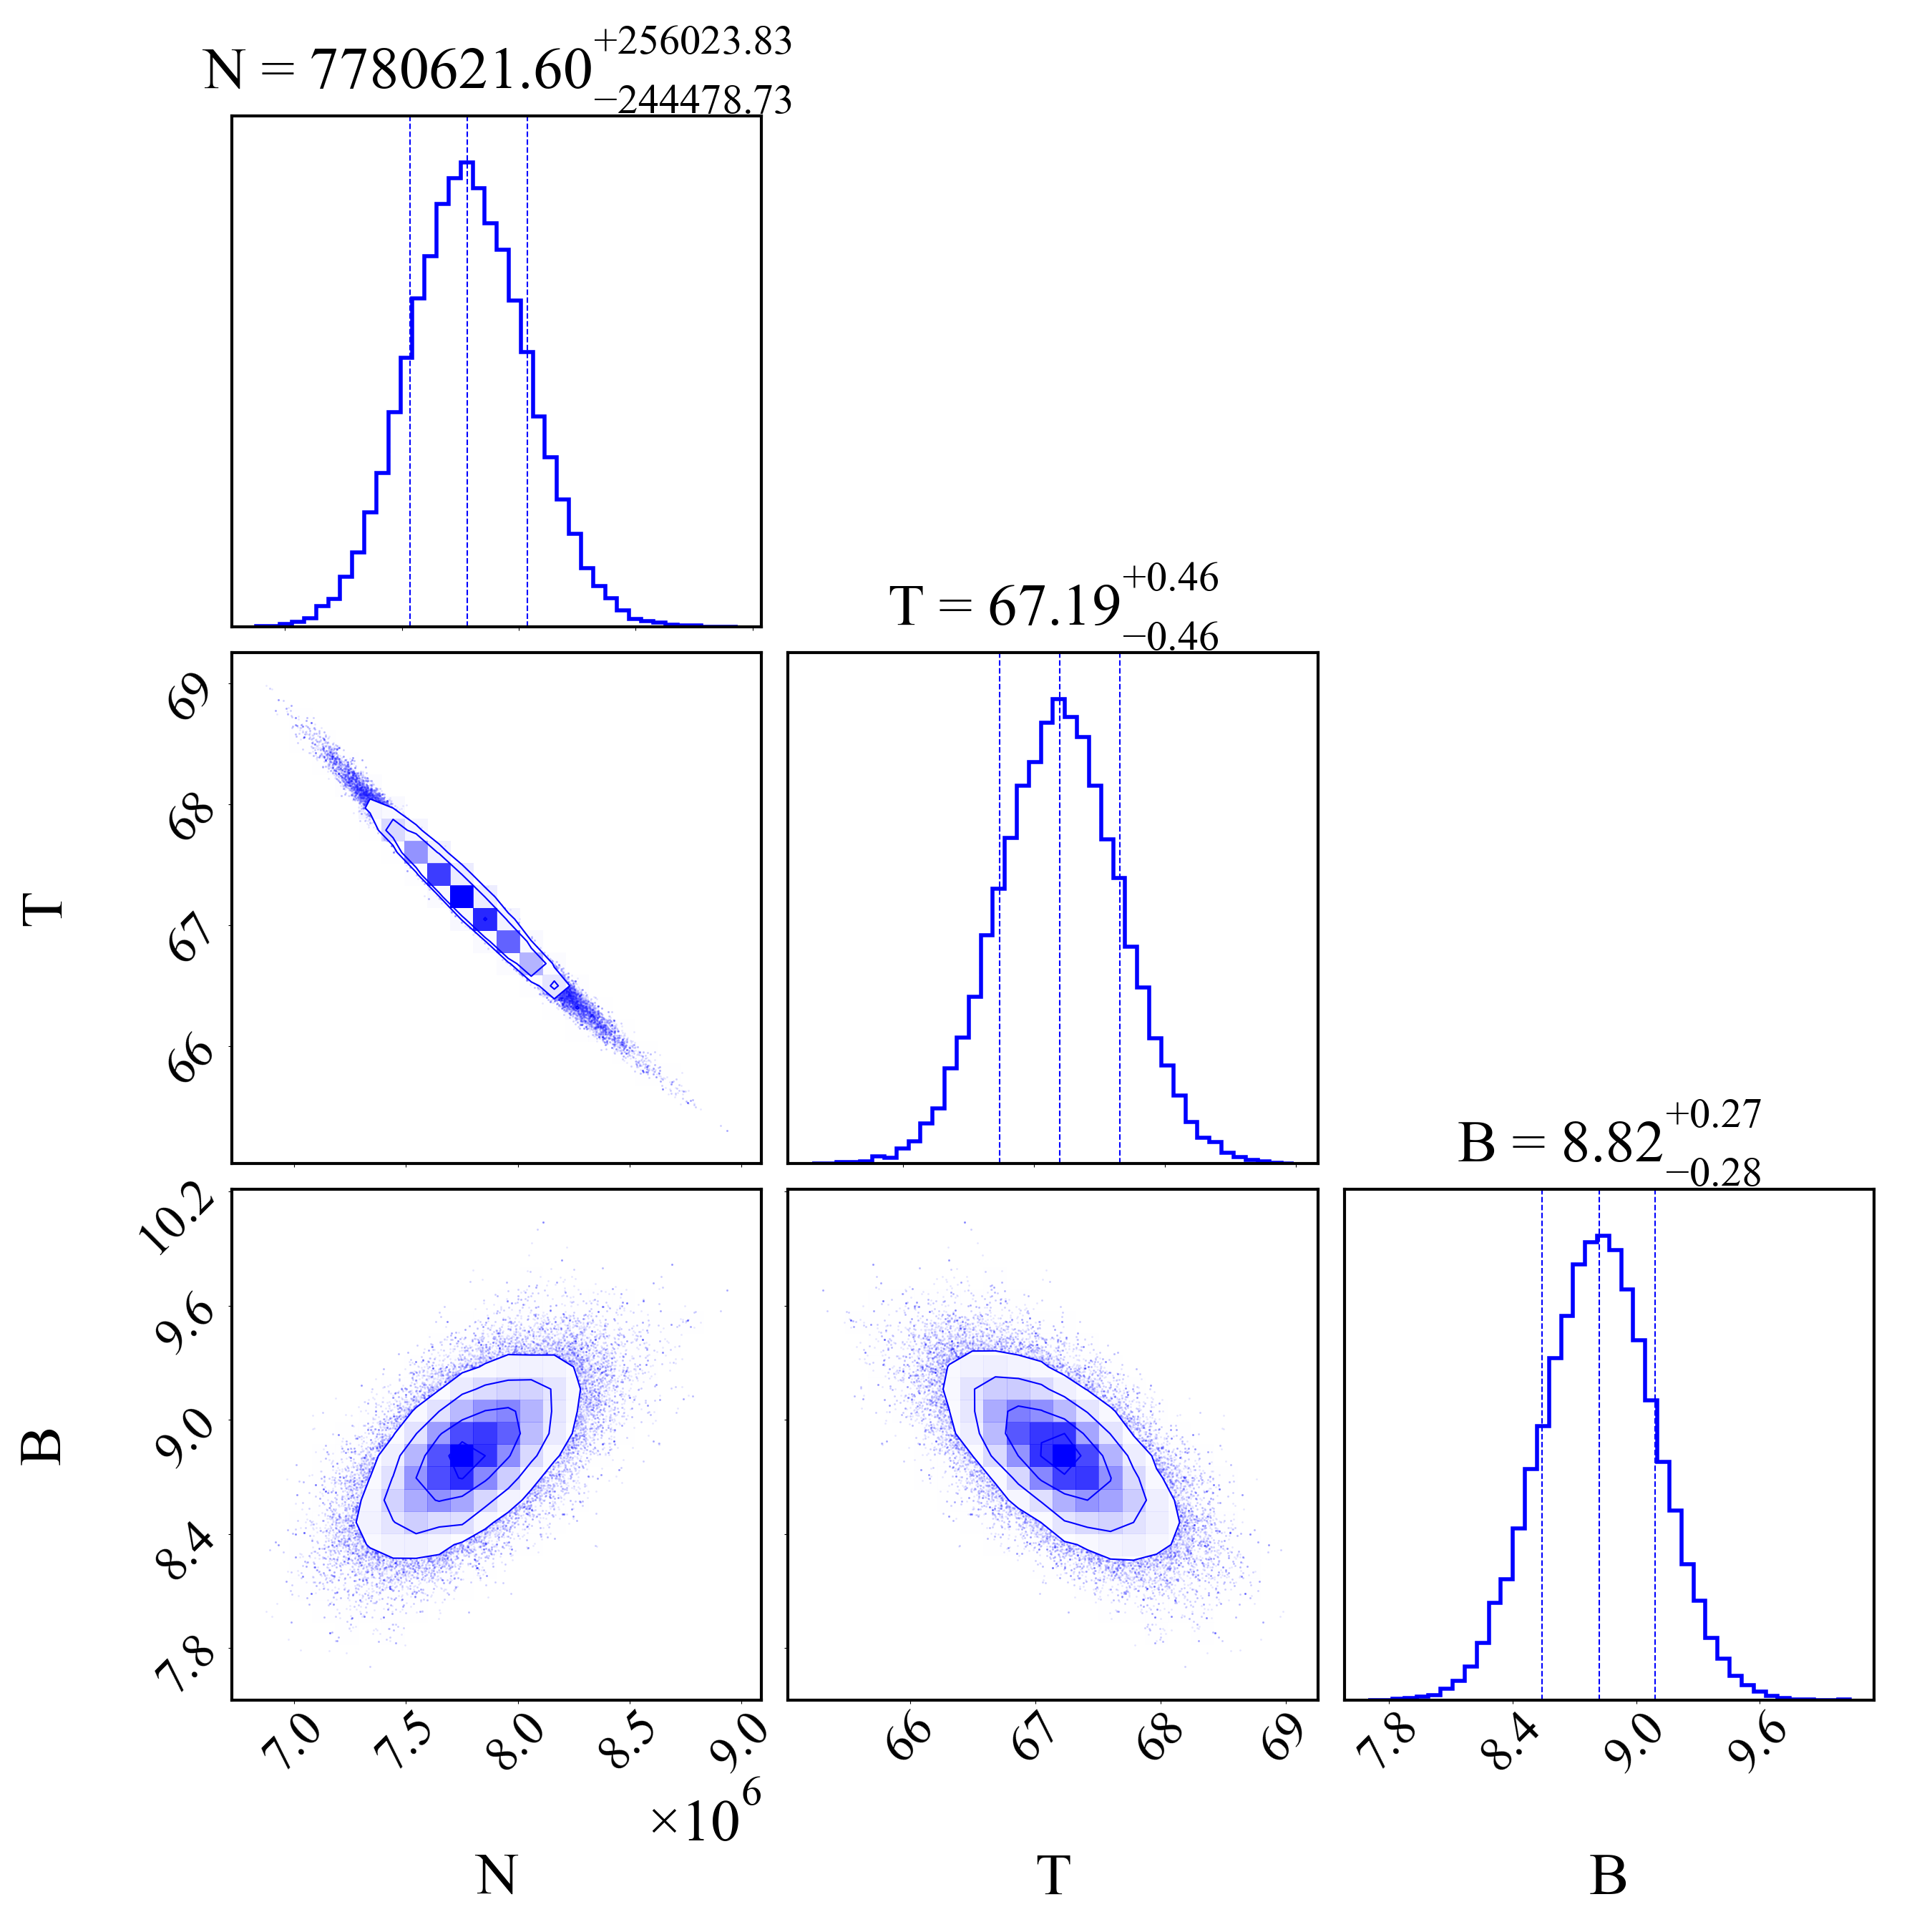 N = 7780621.60 +256023.83 −244478.73
T = 67.19 +0.46 −0.46
69
68
67
66
T
B = 8.82 +0.27 −0.28
10.2
9.6
9.0
8.4
7.8
B
7.0 7.5 8.0 8.5 9.0
66 67 68 69
7.8 8.4 9.0 9.6
×10^6
N T B